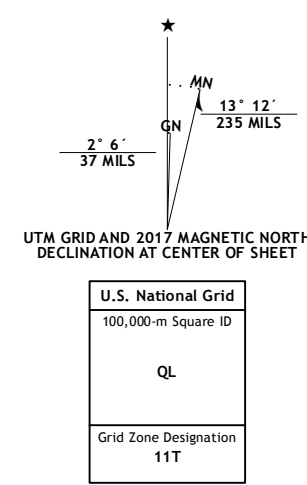 MN
13° 12´
235 MILS
GN
2° 6´
37 MILS
UTM GRID AND 2017 MAGNETIC NORTH
DECLINATION AT CENTER OF SHEET
U.S. National Grid
100,000-m Square ID
QL
Grid Zone Designation
11T